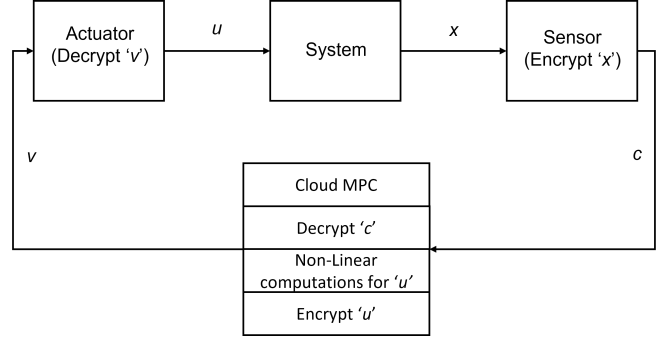 Actuator
(Decrypt ‘v’)
u
System
x
Sensor
(Encrypt ‘x’)
v
c
Cloud MPC
Decrypt ‘c’
Non-Linear
computations for ‘u’
Encrypt ‘u’